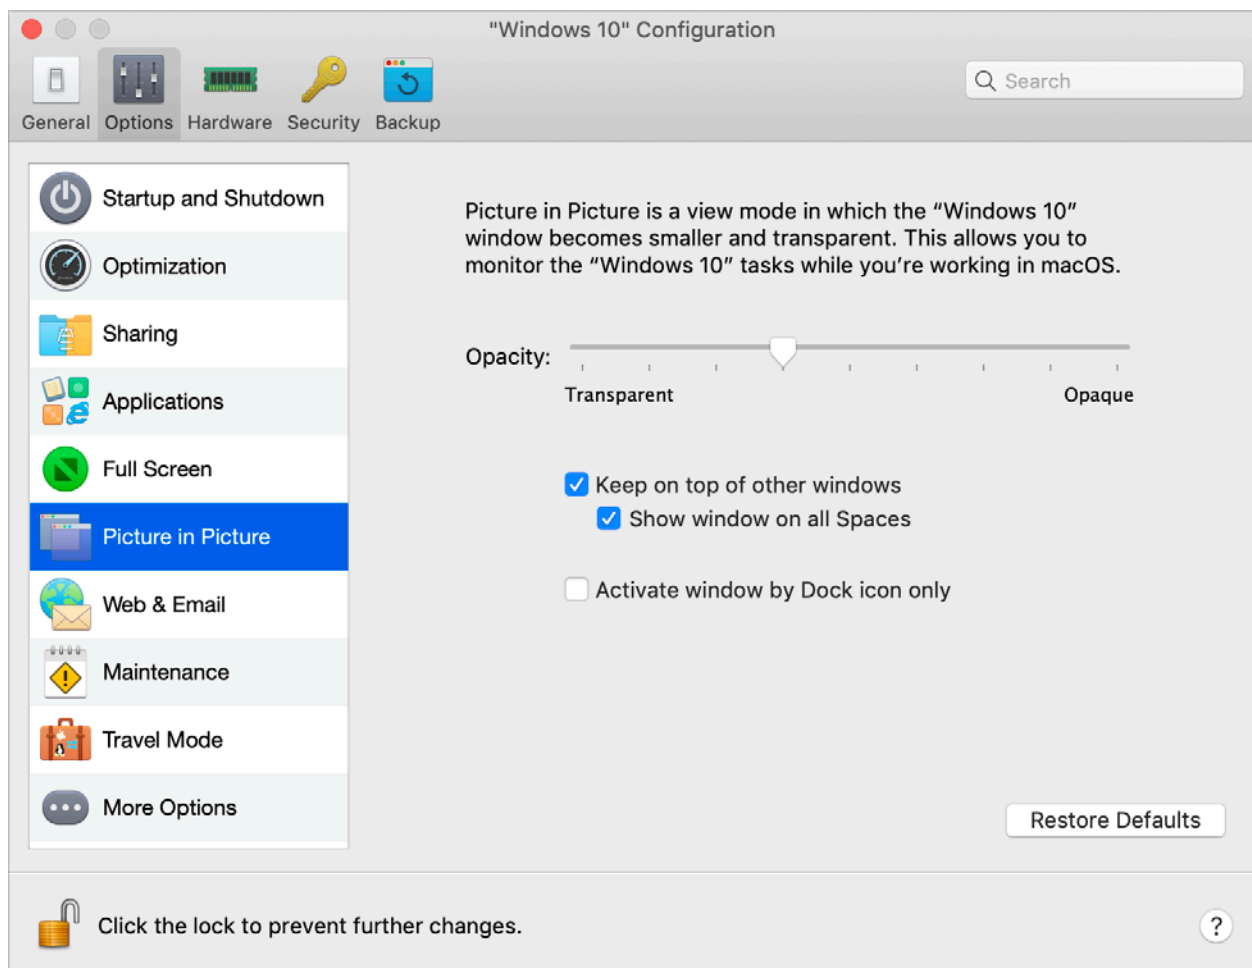 "Windows 10" Configuration
General Options Hardware Security Backup
Search
Startup and Shutdown
Optimization
Sharing
Applications
Full Screen
Picture in Picture
Web & Email
Maintenance
Travel Mode
More Options
Picture in Picture is a view mode in which the “Windows 10”
window becomes smaller and transparent. This allows you to
monitor the “Windows 10” tasks while you’re working in macOS.
Opacity:
Transparent Opaque
Keep on top of other windows
Show window on all Spaces
Activate window by Dock icon only
Restore Defaults
Click the lock to prevent further changes.
?